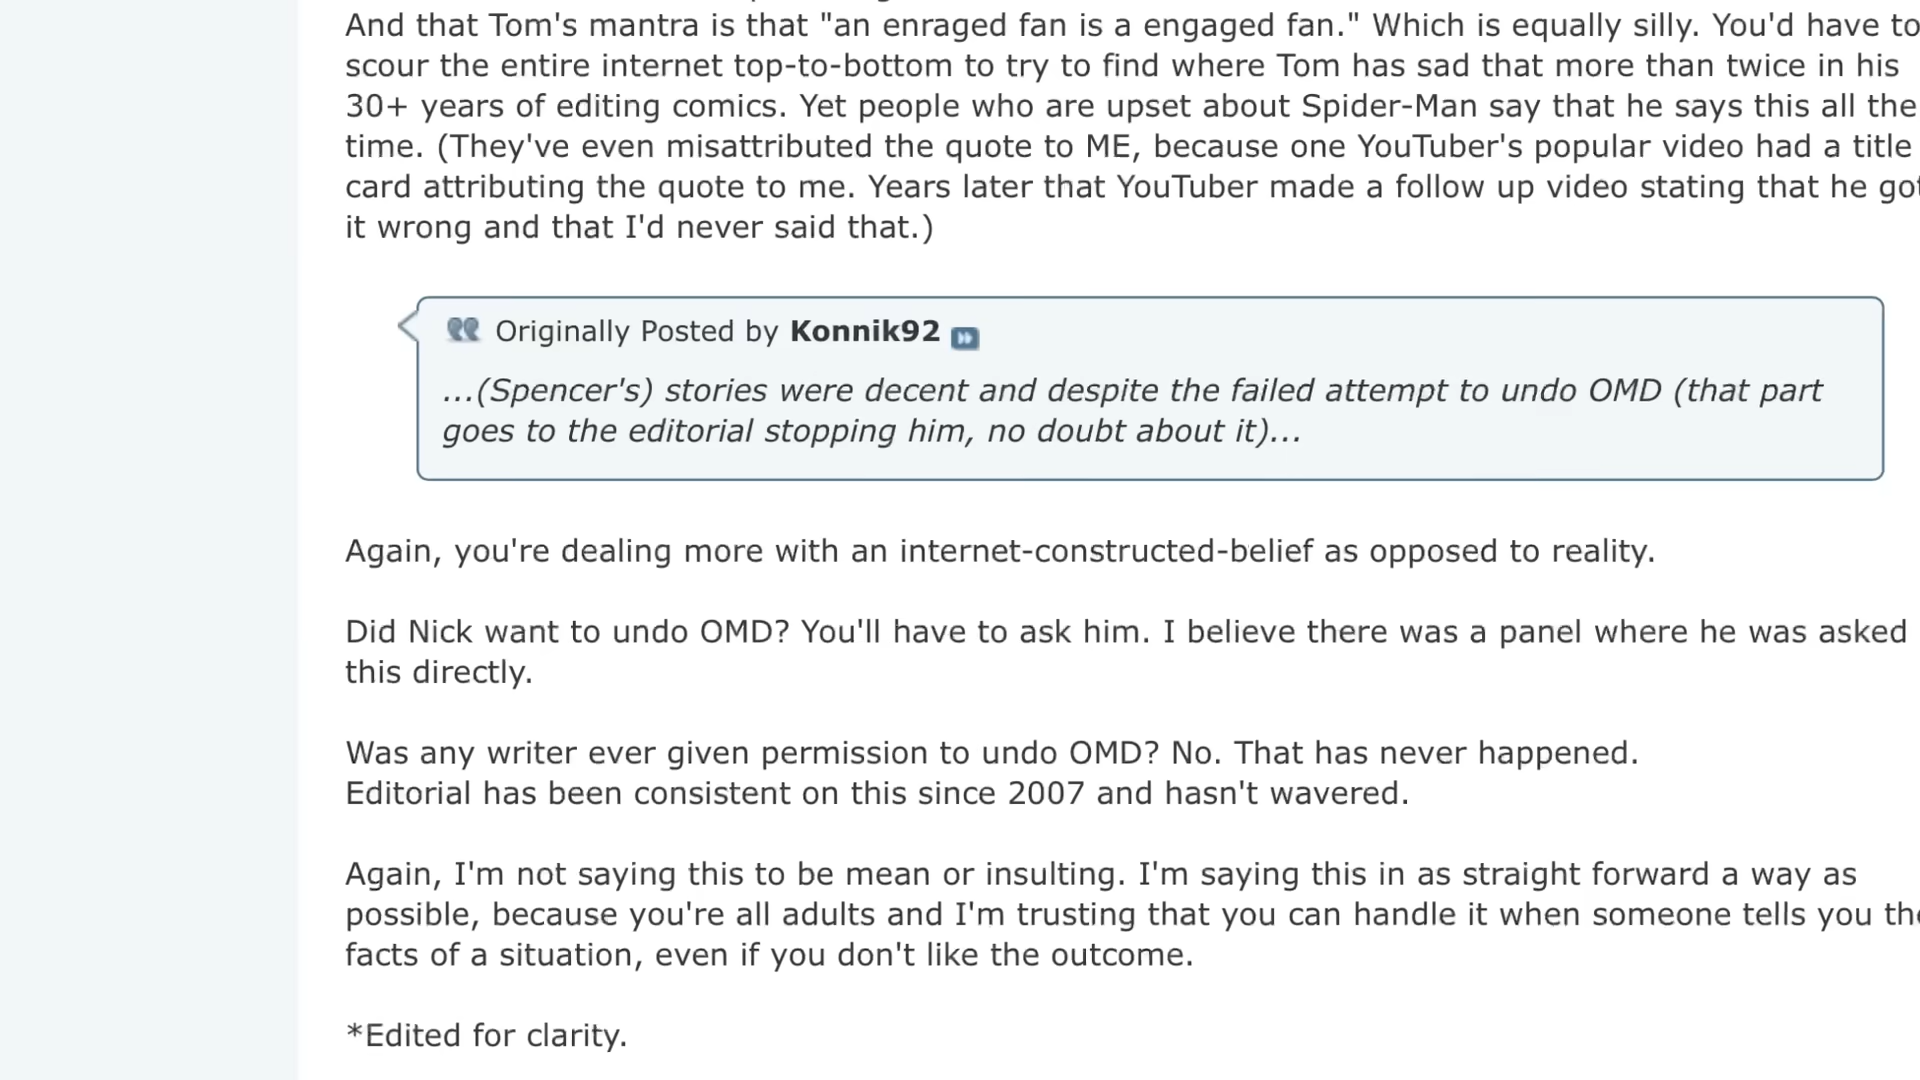 And that Tom's mantra is that "an enraged fan is a engaged fan." Which is equally silly. You'd have to
scour the entire internet top-to-bottom to try to find where Tom has sad that more than twice in his
30+ years of editing comics. Yet people who are upset about Spider-Man say that he says this all the
time. (They've even misattributed the quote to ME, because one YouTuber's popular video had a title
card attributing the quote to me. Years later that YouTuber made a follow up video stating that he got
it wrong and that I'd never said that.)
Originally Posted by Konnik92
...(Spencer's) stories were decent and despite the failed attempt to undo OMD (that part
goes to the editorial stopping him, no doubt about it)...
Again, you're dealing more with an internet-constructed-belief as opposed to reality.
Did Nick want to undo OMD? You'll have to ask him. I believe there was a panel where he was asked
this directly.
Was any writer ever given permission to undo OMD? No. That has never happened.
Editorial has been consistent on this since 2007 and hasn't wavered.
Again, I'm not saying this to be mean or insulting. I'm saying this in as straight forward a way as
possible, because you're all adults and I'm trusting that you can handle it when someone tells you the
facts of a situation, even if you don't like the outcome.
*Edited for clarity.